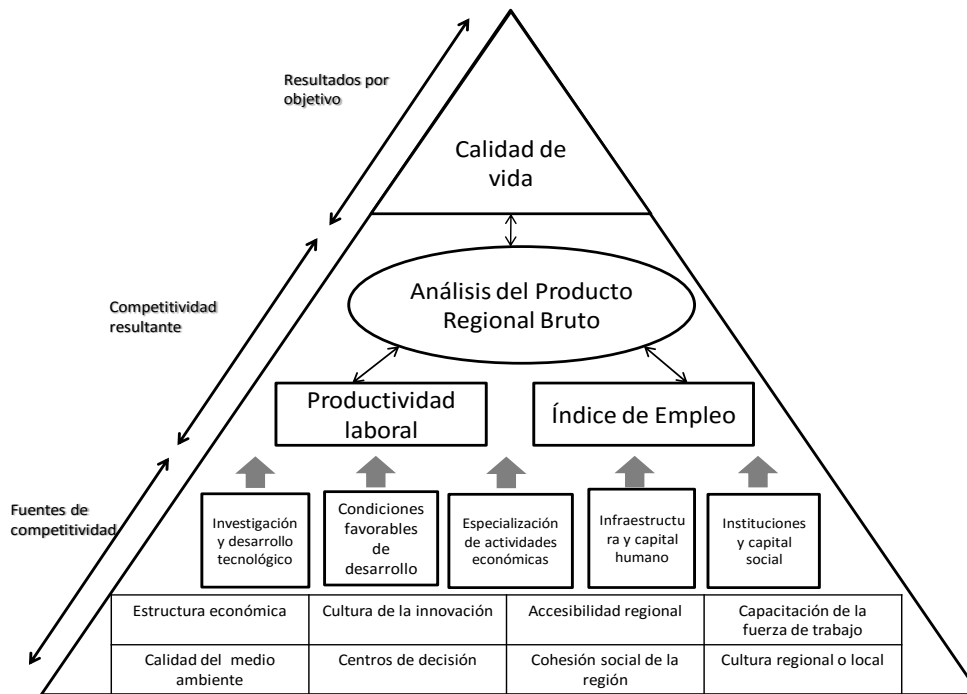 Resultados por
objetivo
Calidad de
vida
Competitividad
resultante
Análisis del Producto
Regional Bruto
Productividad
laboral
Índice de Empleo
Fuentes de
competitividad
Investigación
y desarrollo
tecnológico
Condiciones
favorables
de
desarrollo
Especialización
de actividades
económicas
Infraestructu
ra y capital
humano
Instituciones
y capital
social
Estructura económica
Cultura de la innovación
Accesibilidad regional
Capacitación de la
fuerza de trabajo
Calidad del medio
ambiente
Centros de decisión
Cohesión social de la
región
Cultura regional o local